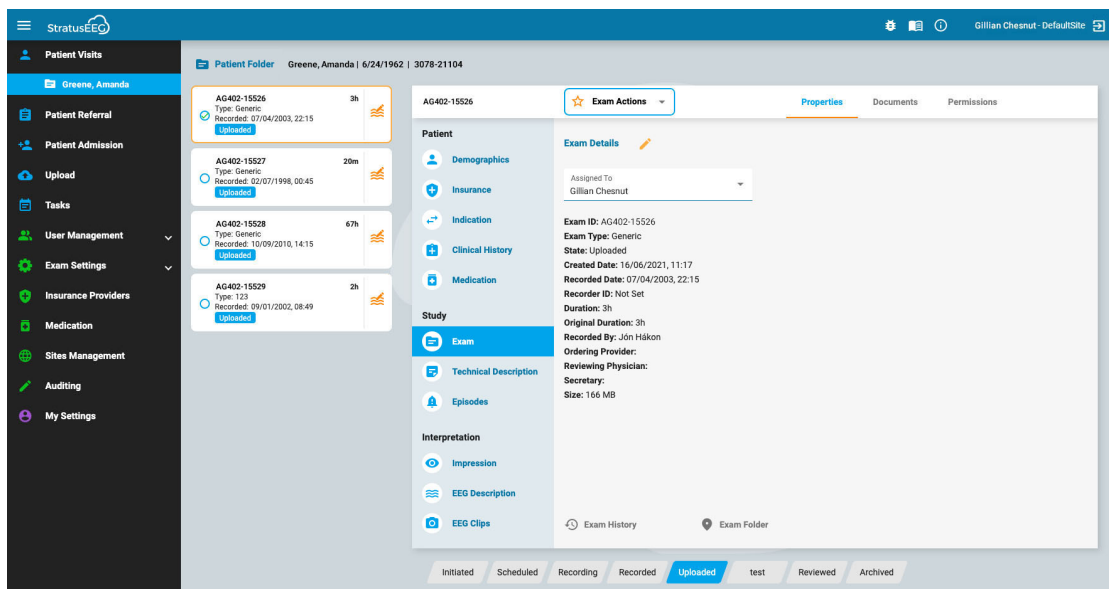 StratusEEG
Gillian Chesnut - DefaultSite
Patient Visits
Greene, Amanda
Patient Referral
Patient Admission
Upload
Tasks
User Management
Exam Settings
Insurance Providers
Medication
Sites Management
Auditing
My Settings
Patient Folder Greene, Amanda | 6/24/1962 | 3078-21104
AG402-15526 3h
Type: Generic
Recorded: 07/04/2003, 22:15
Uploaded
AG402-15527 20m
Type: Generic
Recorded: 02/07/1998, 00:45
Uploaded
AG402-15528 67h
Type: Generic
Recorded: 10/09/2010, 14:15
Uploaded
AG402-15529 2h
Type: 123
Recorded: 09/01/2002, 08:49
Uploaded
AG402-15526
Exam Actions
Properties Documents Permissions
Patient
Demographics
Insurance
Indication
Clinical History
Medication
Study
Exam
Technical Description
Episodes
Interpretation
Impression
EEG Description
EEG Clips
Exam Details
Assigned To
Gillian Chesnut
Exam ID: AG402-15526
Exam Type: Generic
State: Uploaded
Created Date: 16/06/2021, 11:17
Recorded Date: 07/04/2003, 22:15
Recorder ID: Not Set
Duration: 3h
Original Duration: 3h
Recorded By: Jón Hákon
Ordering Provider:
Reviewing Physician:
Secretary:
Size: 166 MB
Exam History Exam Folder
Initiated Scheduled Recording Recorded Uploaded test Reviewed Archived